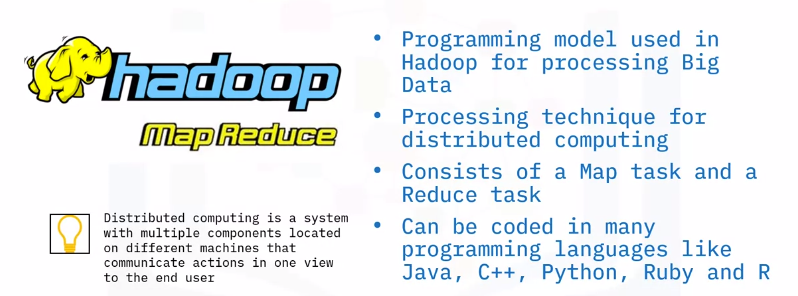 hadoop
Map Reduce
Distributed computing is a system
with multiple components located
on different machines that
communicate actions in one view
to the end user
• Programming model used in
Hadoop for processing Big
Data
• Processing technique for
distributed computing
• Consists of a Map task and a
Reduce task
• Can be coded in many
programming languages like
Java, C++, Python, Ruby and R